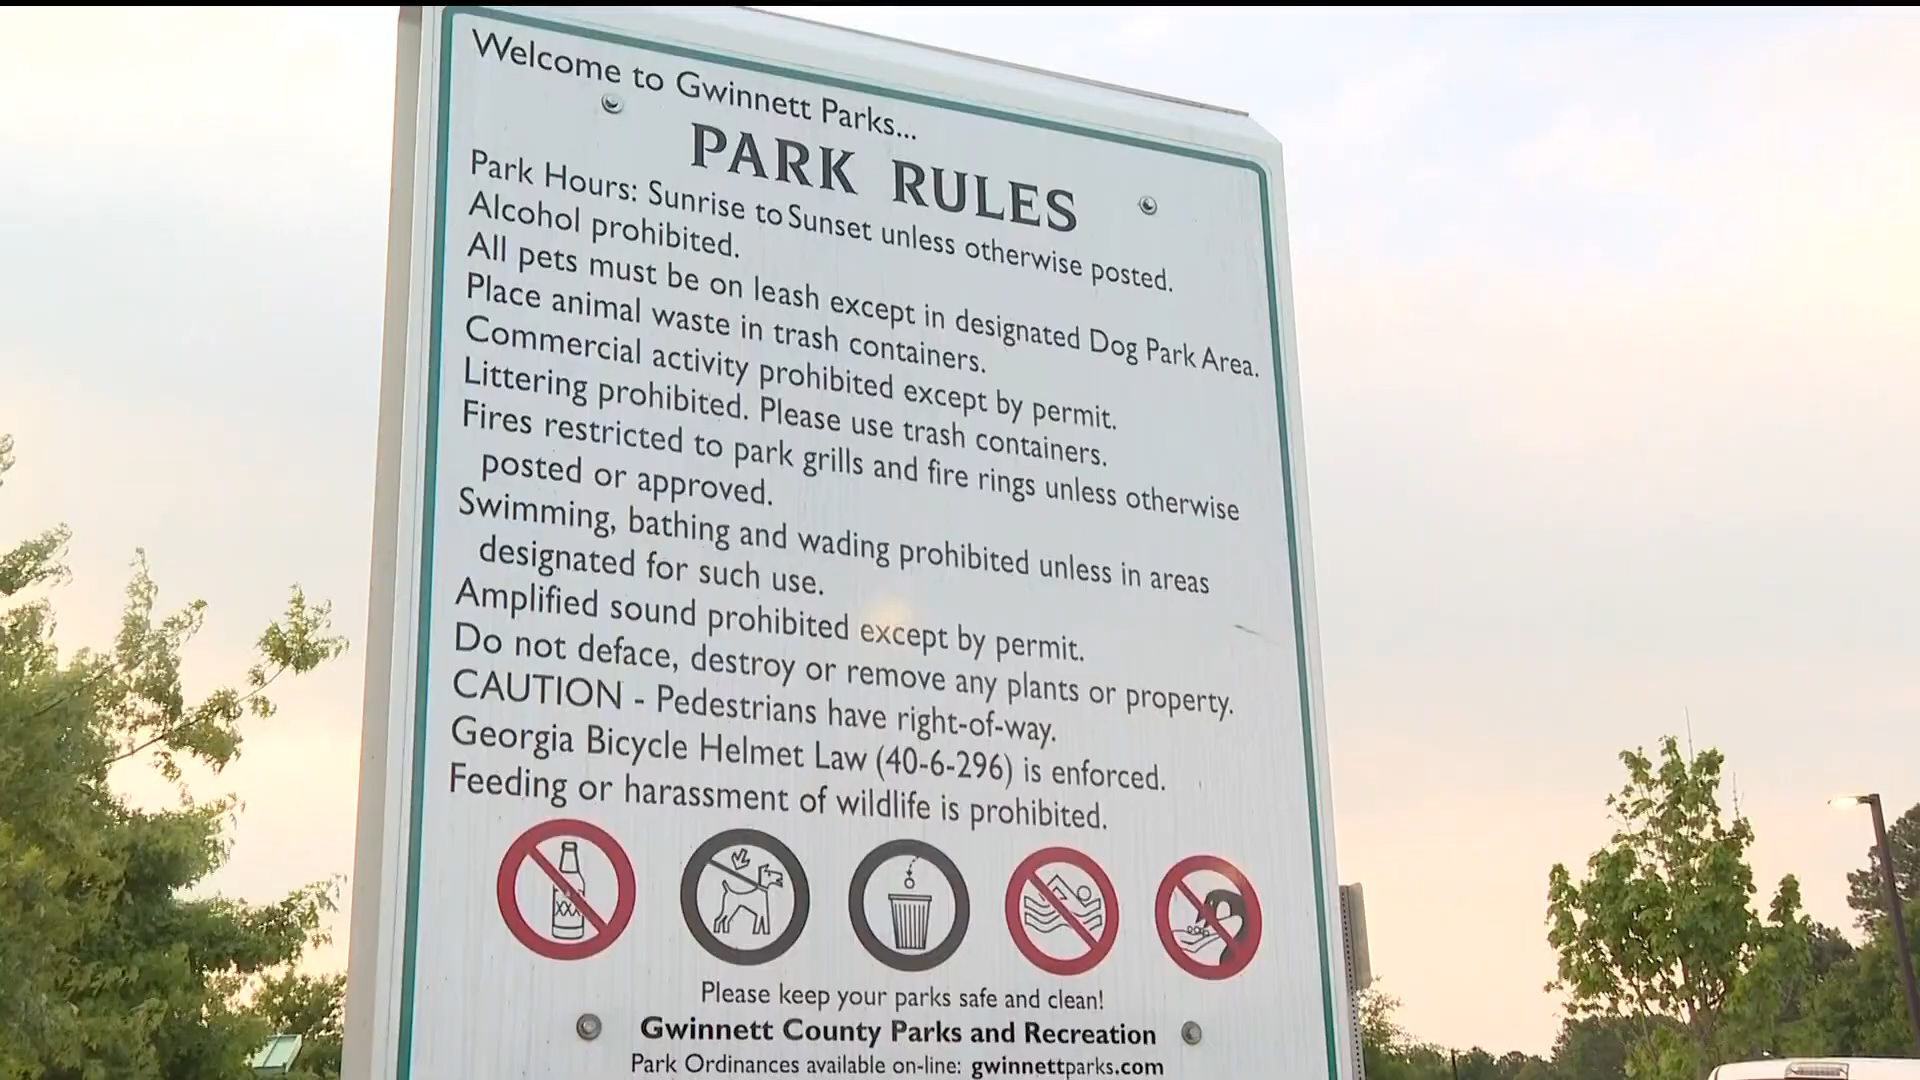 Welcome to Gwinnett Parks...
PARK RULES
Park Hours: Sunrise to Sunset unless otherwise posted.
Alcohol prohibited.
All pets must be on leash except in designated Dog Park Area.
Place animal waste in trash containers.
Commercial activity prohibited except by permit.
Littering prohibited. Please use trash containers.
Fires restricted to park grills and fire rings unless otherwise
posted or approved.
Swimming, bathing and wading prohibited unless in areas
designated for such use.
Amplified sound prohibited except by permit.
Do not deface, destroy or remove any plants or property.
CAUTION - Pedestrians have right-of-way.
Georgia Bicycle Helmet Law (40-6-296) is enforced.
Feeding or harassment of wildlife is prohibited.
XXX
Please keep your parks safe and clean!
Gwinnett County Parks and Recreation
Park Ordinances available on-line: gwinnettparks.com